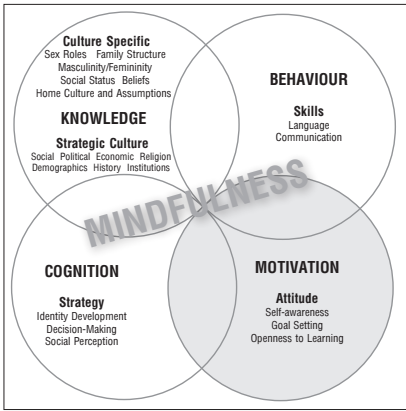 Culture Specific
Sex Roles Family Structure
Masculinity/Femininity
Social Status Beliefs
Home Culture and Assumptions
KNOWLEDGE
Strategic Culture
Social Political Economic Religion
Demographics History Institutions
BEHAVIOUR
Skills
Language
Communication
MINDFULNESS
COGNITION
Strategy
Identity Development
Decision-Making
Social Perception
MOTIVATION
Attitude
Self-awareness
Goal Setting
Openness to Learning